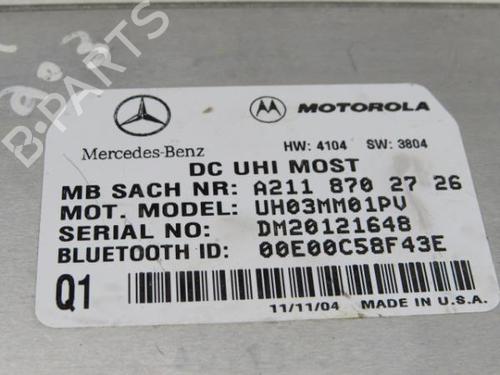 903
B-PARTS
Mercedes-Benz
MOTOROLA
HW: 4104 SW: 3804
DC UHI MOST
MB SACH NR: A211 870 27 26
MOT. MODEL: UH03MM01PV
SERIAL NO: DM20121648
BLUETOOTH ID: 00E00C58F43E
Q1
11/11/04 MADE IN U.S.A.